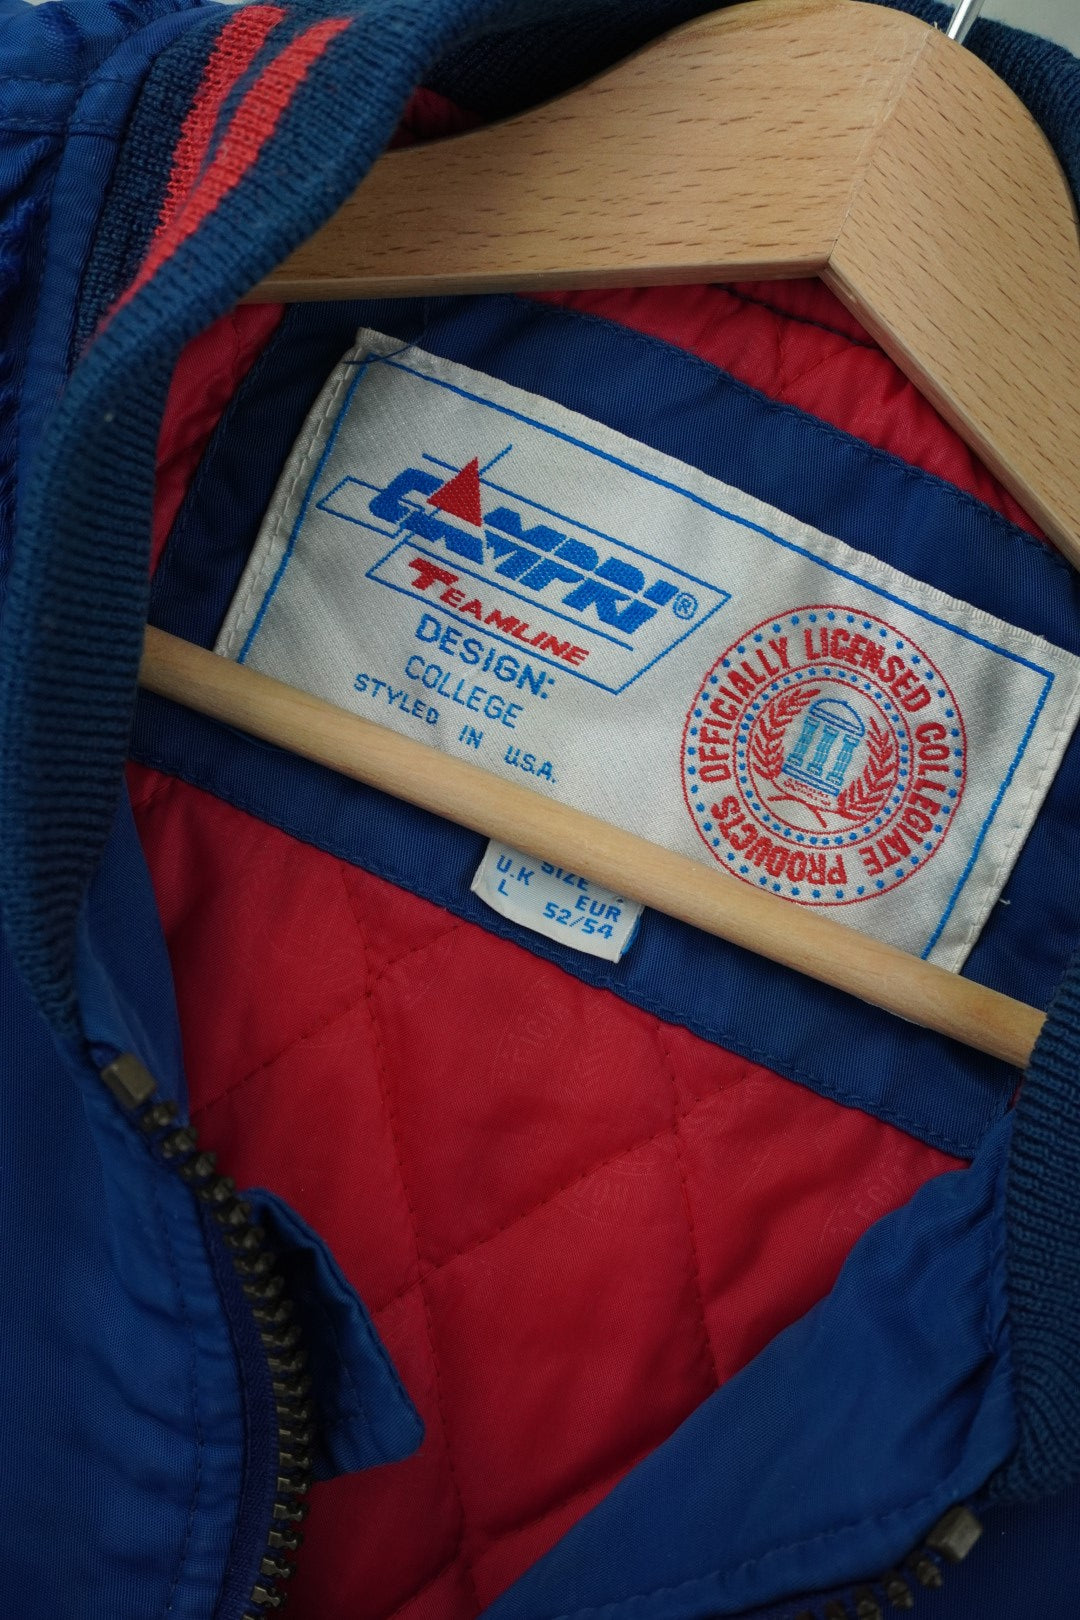 CAMPRI®
TEAMLINE
DESIGN:
COLLEGE
STYLED IN U.S.A.
OFFICIALLY LICENSED COLLEGIATE PRODUCTS
SIZE
U.K EUR
L 52/54